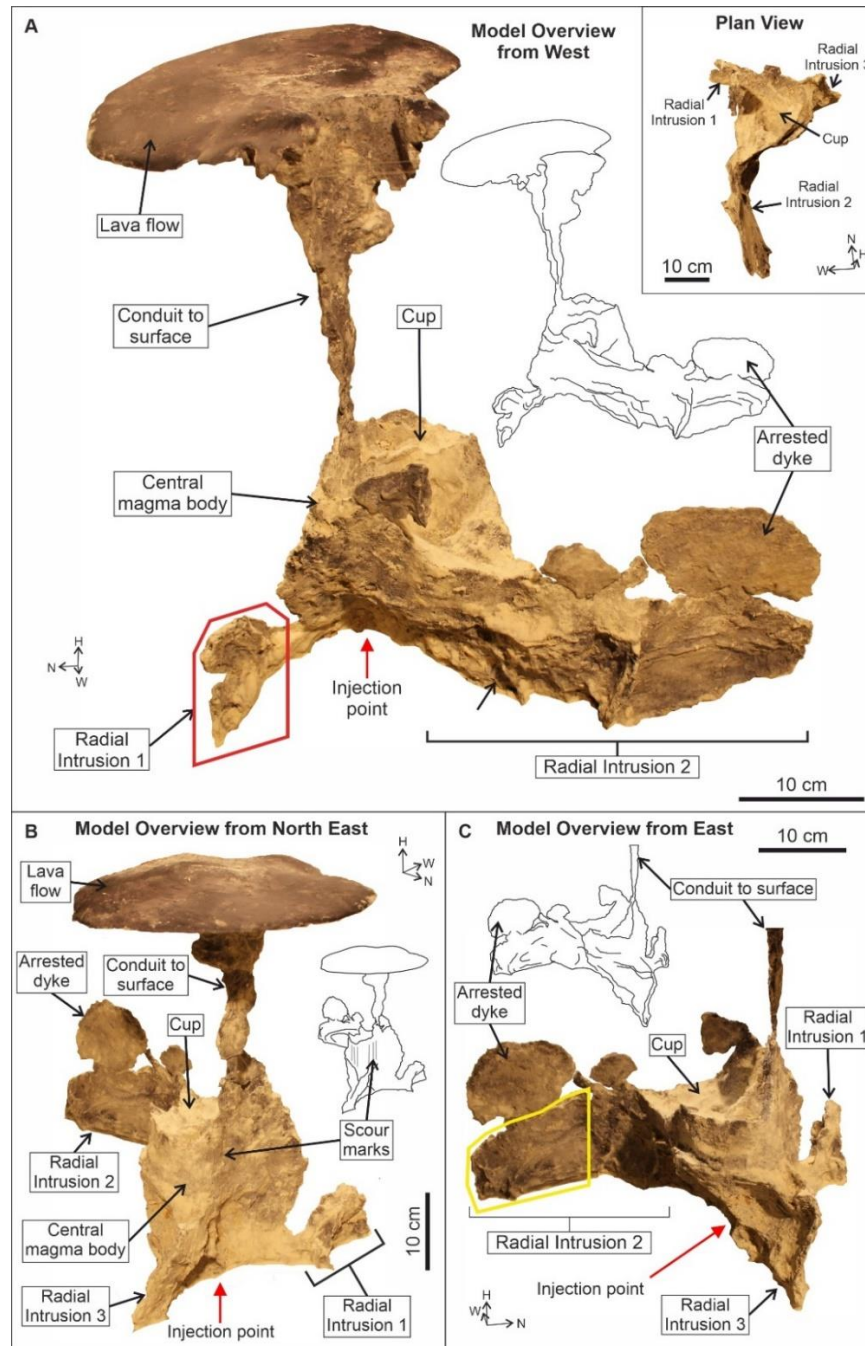 A
Model Overview
from West
Plan View
Radial
Intrusion 3
Radial
Intrusion 1
Cup
Radial
Intrusion 2
N
H
W
10 cm
Lava flow
Conduit to
surface
Cup
Central
magma body
Arrested
dyke
H
N
W
Radial
Intrusion 1
Injection
point
Radial Intrusion 2
10 cm
B
Model Overview from North East
Lava flow
H
W
N
Arrested
dyke
Conduit to
surface
Cup
Scour
marks
Radial
Intrusion 2
Central
magma body
10 cm
Radial
Intrusion 3
Injection point
Radial
Intrusion 1
C
Model Overview from East
10 cm
Conduit to surface
Arrested
dyke
Cup
Radial
Intrusion 1
Radial Intrusion 2
Injection point
H
W
N
Radial
Intrusion 3